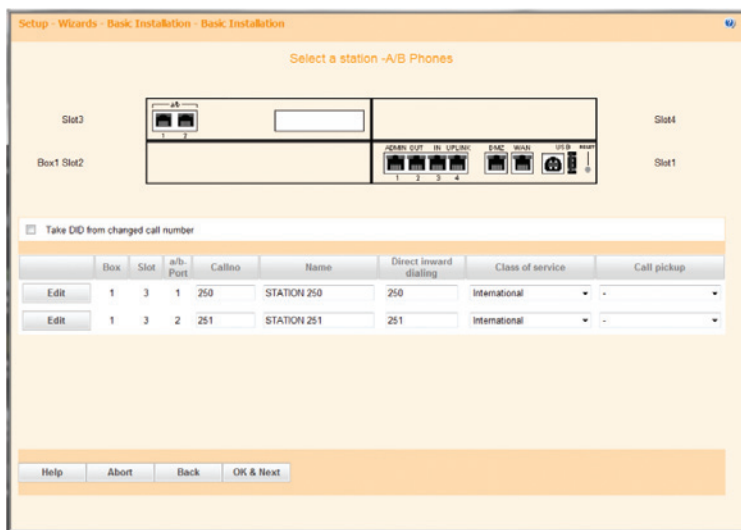 Setup - Wizards - Basic Installation - Basic Installation
Select a station -A/B Phones
Slot3
a/b
1 2
Slot4
Box1 Slot2
ADMIN OUT IN UPLINK DMZ WAN USB RESET
1 2 3 4
Slot1
Take DID from changed call number
Box Slot a/b-Port Callno Name Direct inward dialing Class of service Call pickup
Edit 1 3 1 250 STATION 250 250 International -
Edit 1 3 2 251 STATION 251 251 International -
Help Abort Back OK & Next